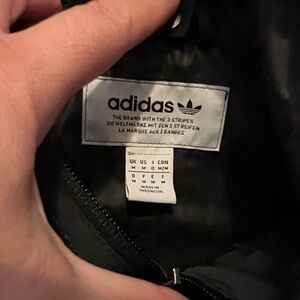 adidas
THE BRAND WITH THE 3 STRIPES
DIE WELTMARKE MIT DEN 3 STREIFEN
LA MARQUE AUX 3 BANDES
UK US J CON
M M O M/M
D F E I
M M M M
MADE IN
INDONESIA